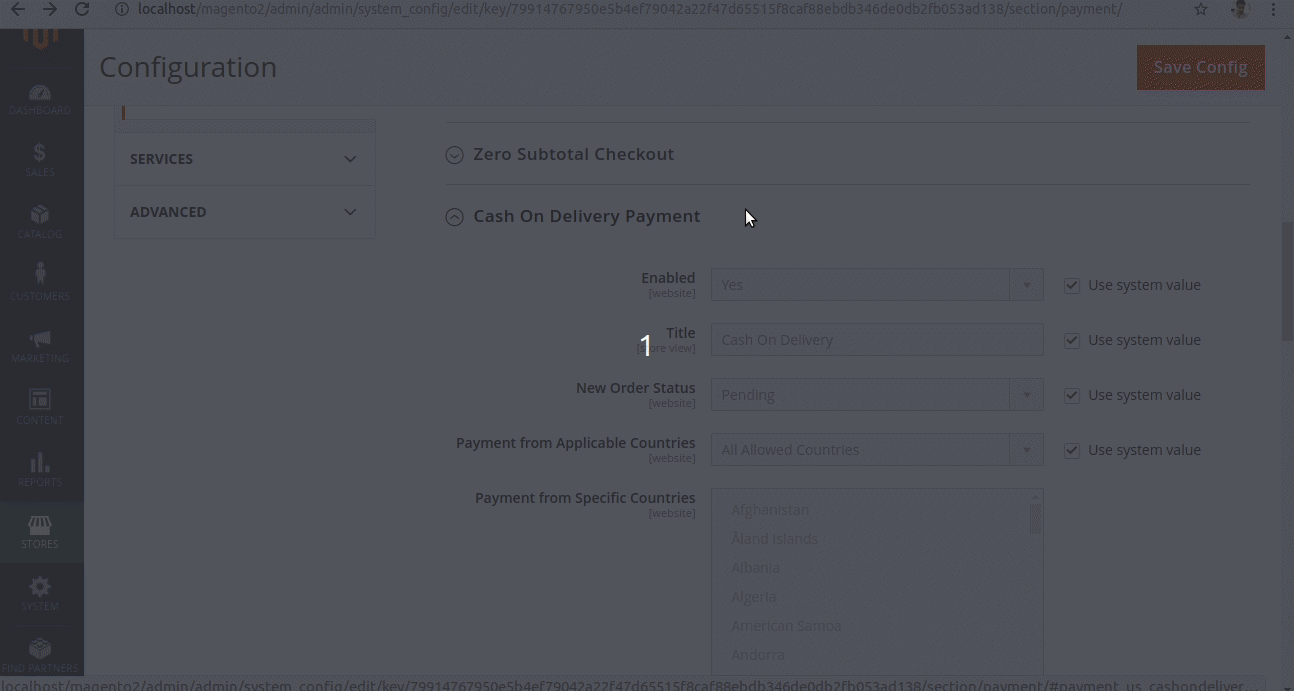 localhost/magento2/admin/admin/system_config/edit/key/79914767950e5b4ef79042a22f47d65515f8caf88ebdb346de0db2fb053ad138/section/payment/
Configuration
Save Config
DASHBOARD
SALES
CATALOG
CUSTOMERS
MARKETING
CONTENT
REPORTS
STORES
SYSTEM
FIND PARTNERS
SERVICES
ADVANCED
Zero Subtotal Checkout
Cash On Delivery Payment
Enabled
[website]
Yes
Use system value
Title
[store view]
Cash On Delivery
Use system value
1
New Order Status
[website]
Pending
Use system value
Payment from Applicable Countries
[website]
All Allowed Countries
Use system value
Payment from Specific Countries
[website]
Afghanistan
Åland Islands
Albania
Algeria
American Samoa
Andorra
localhost/magento2/admin/admin/system_config/edit/key/79914767950e5b4ef79042a22f47d65515f8caf88ebdb346de0db2fb053ad138/section/payment/#payment_us_cashondeliver